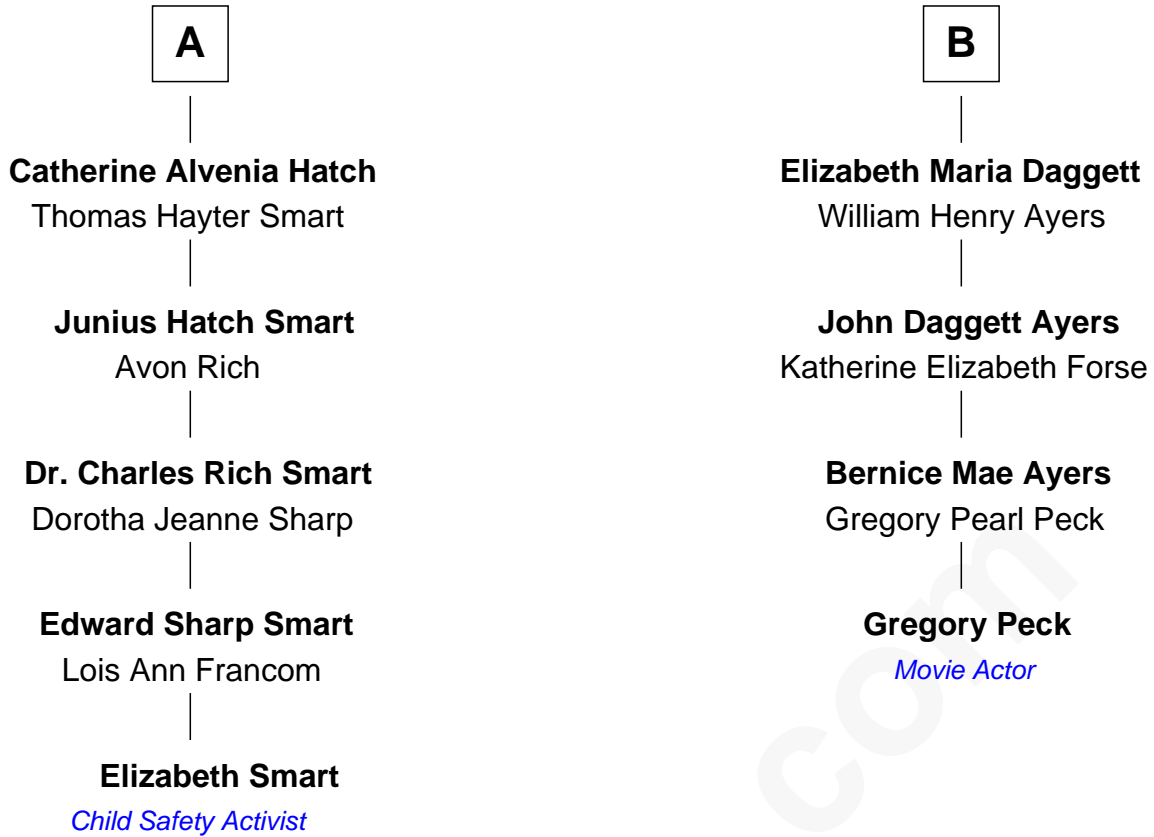 A
Catherine Alvenia Hatch
Thomas Hayter Smart
Junius Hatch Smart
Avon Rich
Dr. Charles Rich Smart
Dorotha Jeanne Sharp
Edward Sharp Smart
Lois Ann Francom
Elizabeth Smart
Child Safety Activist
B
Elizabeth Maria Daggett
William Henry Ayers
John Daggett Ayers
Katherine Elizabeth Forse
Bernice Mae Ayers
Gregory Pearl Peck
Gregory Peck
Movie Actor
com